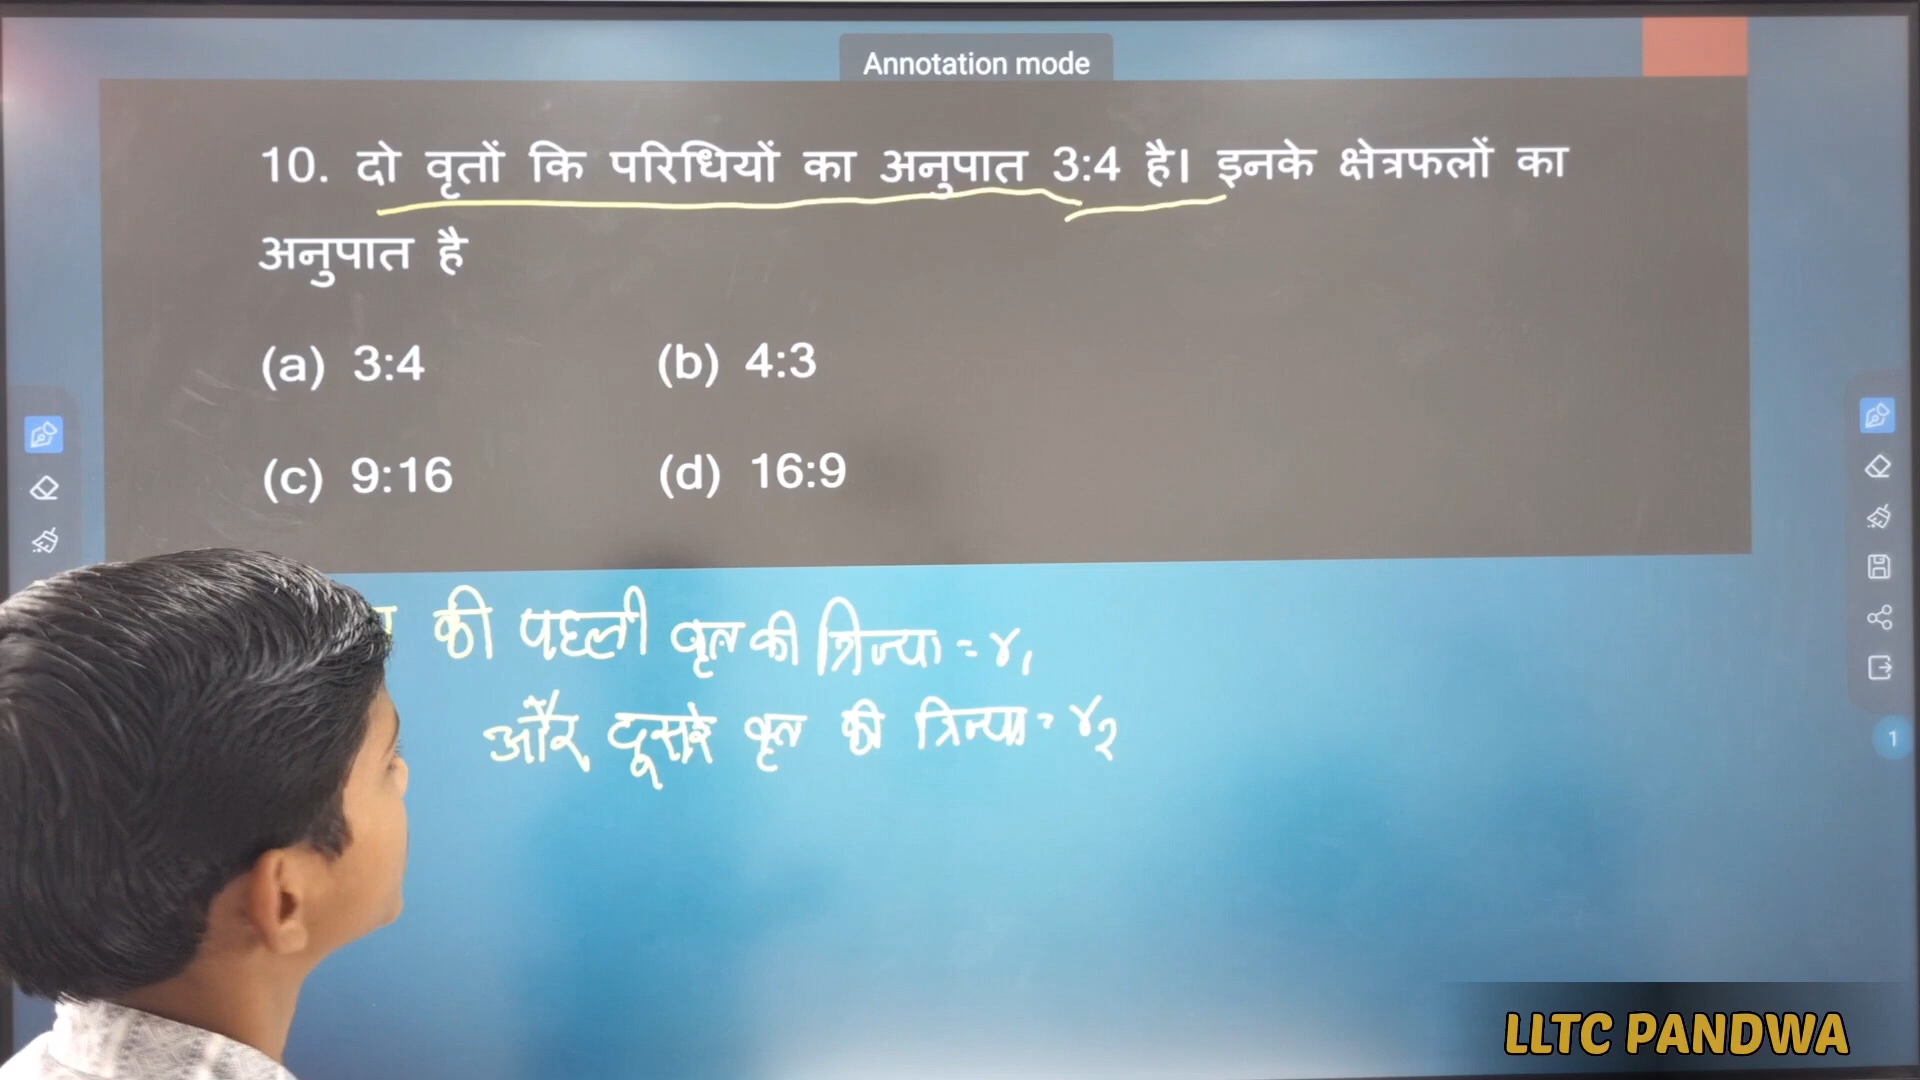 Annotation mode
10. दो वृतों कि परिधियों का अनुपात 3:4 है। इनके क्षेत्रफलों का
अनुपात है
(a) 3:4 (b) 4:3
(c) 9:16 (d) 16:9
की पहली वृत की त्रिज्या = r₁
और दूसरे वृत की त्रिज्या = r₂
1
LLTC PANDWA